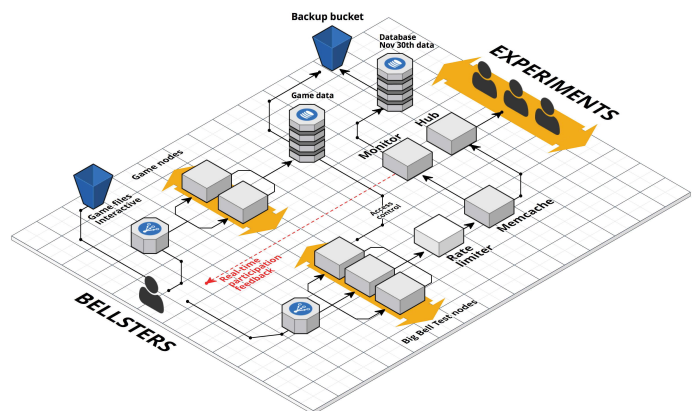 Backup bucket
Database
Nov 30th data
EXPERIMENTS
Game data
Hub
Monitor
Game nodes
Game files
Interactive
Access
control
Memcache
Rate
limiter
Real-time
participation
feedback
BELLSTERS
Big Bell Test nodes